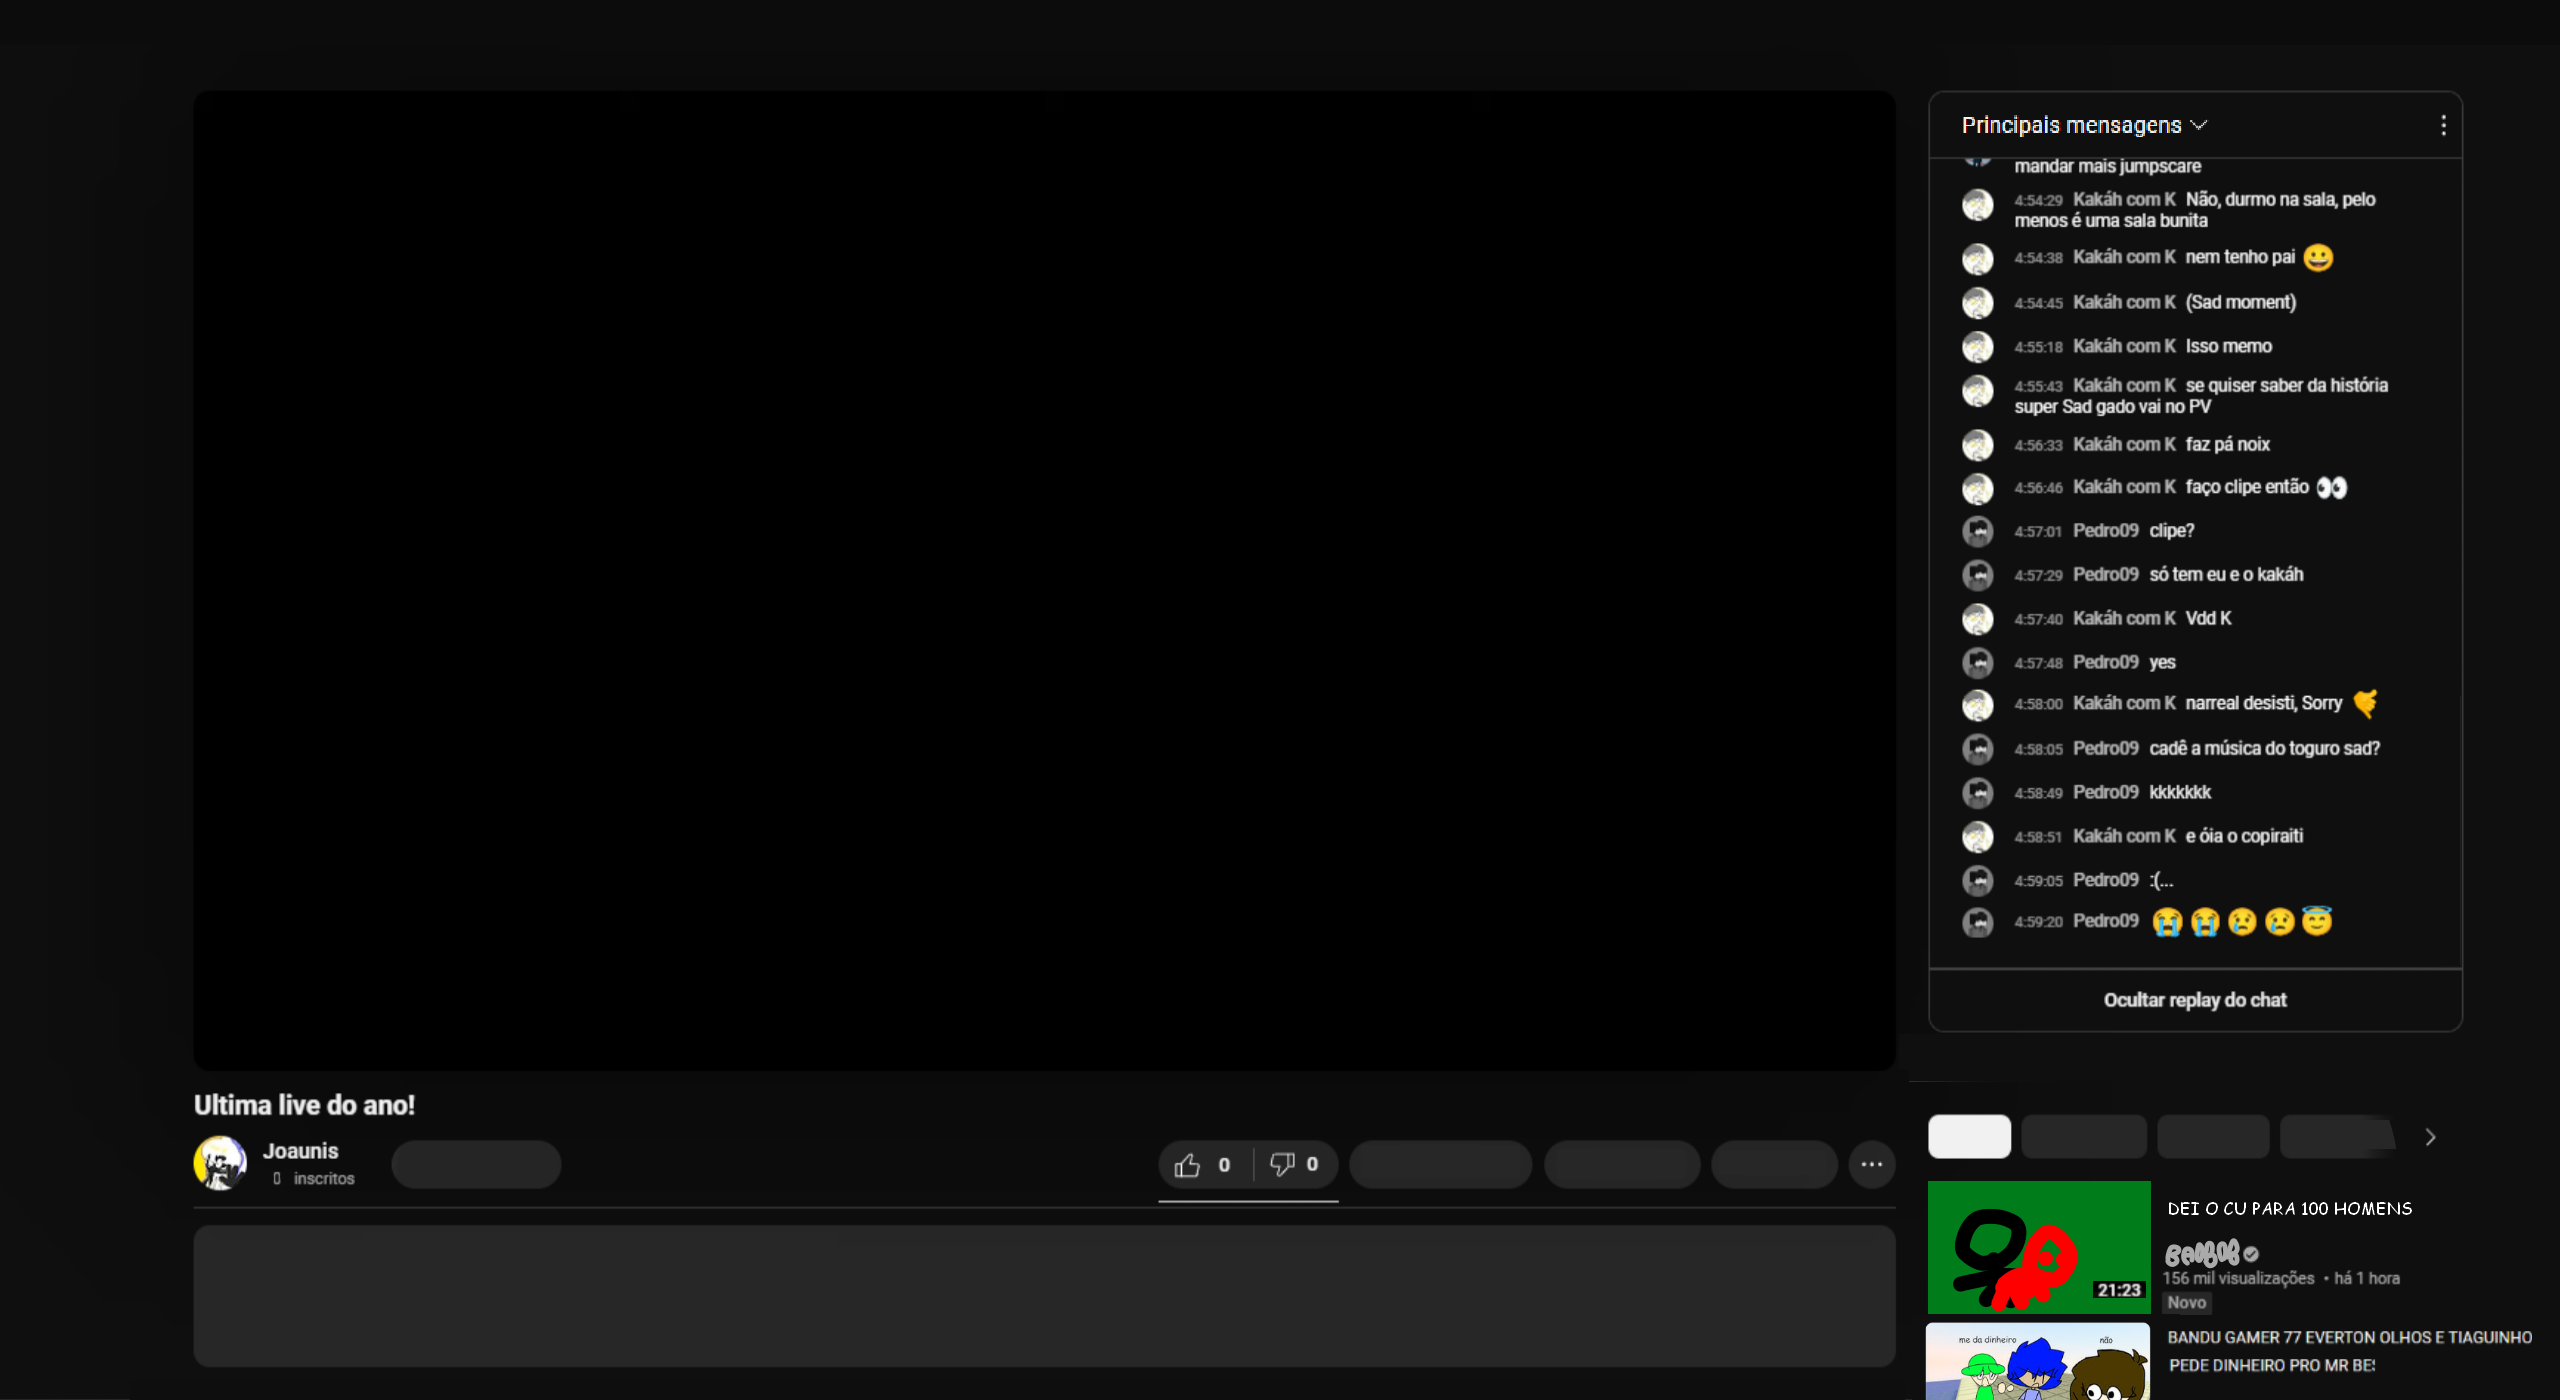 Principais mensagens
mandar mais jumpscare
4:54:29 Kakáh com K Não, durmo na sala, pelo
menos é uma sala bunita
4:54:38 Kakáh com K nem tenho pai 😀
4:54:45 Kakáh com K (Sad moment)
4:55:18 Kakáh com K Isso memo
4:55:43 Kakáh com K se quiser saber da história
super Sad gado vai no PV
4:56:33 Kakáh com K faz pá noix
4:56:46 Kakáh com K faço clipe então 👀
4:57:01 Pedro09 clipe?
4:57:29 Pedro09 só tem eu e o kakáh
4:57:40 Kakáh com K Vdd K
4:57:48 Pedro09 yes
4:58:00 Kakáh com K narreal desisti, Sorry
4:58:05 Pedro09 cadê a música do toguro sad?
4:58:49 Pedro09 kkkkkkk
4:58:51 Kakáh com K e óia o copiraiti
4:59:05 Pedro09 :(...
4:59:20 Pedro09 😭😭😢😢😇
Ocultar replay do chat
Ultima live do ano!
Joaunis
0 inscritos
0
0
DEI O CU PARA 100 HOMENS
156 mil visualizações • há 1 hora
Novo
21:23
me da dinheiro
não
BANDU GAMER 77 EVERTON OLHOS E TIAGUINHO
PEDE DINHEIRO PRO MR BES